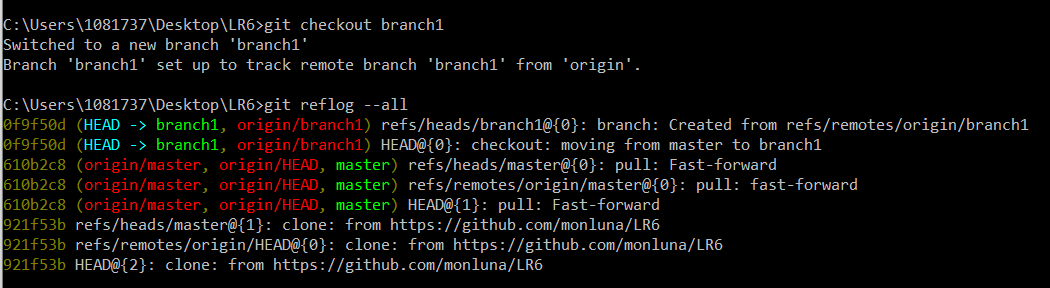 C:\Users\1081737\Desktop\LR6>git checkout branch1
Switched to a new branch 'branch1'
Branch 'branch1' set up to track remote branch 'branch1' from 'origin'.
C:\Users\1081737\Desktop\LR6>git reflog --all
0f9f50d (HEAD -> branch1, origin/branch1) refs/heads/branch1@{0}: branch: Created from refs/remotes/origin/branch1
0f9f50d (HEAD -> branch1, origin/branch1) HEAD@{0}: checkout: moving from master to branch1
610b2c8 (origin/master, origin/HEAD, master) refs/heads/master@{0}: pull: Fast-forward
610b2c8 (origin/master, origin/HEAD, master) refs/remotes/origin/master@{0}: pull: fast-forward
610b2c8 (origin/master, origin/HEAD, master) HEAD@{1}: pull: Fast-forward
921f53b refs/heads/master@{1}: clone: from https://github.com/monluna/LR6
921f53b refs/remotes/origin/HEAD@{0}: clone: from https://github.com/monluna/LR6
921f53b HEAD@{2}: clone: from https://github.com/monluna/LR6